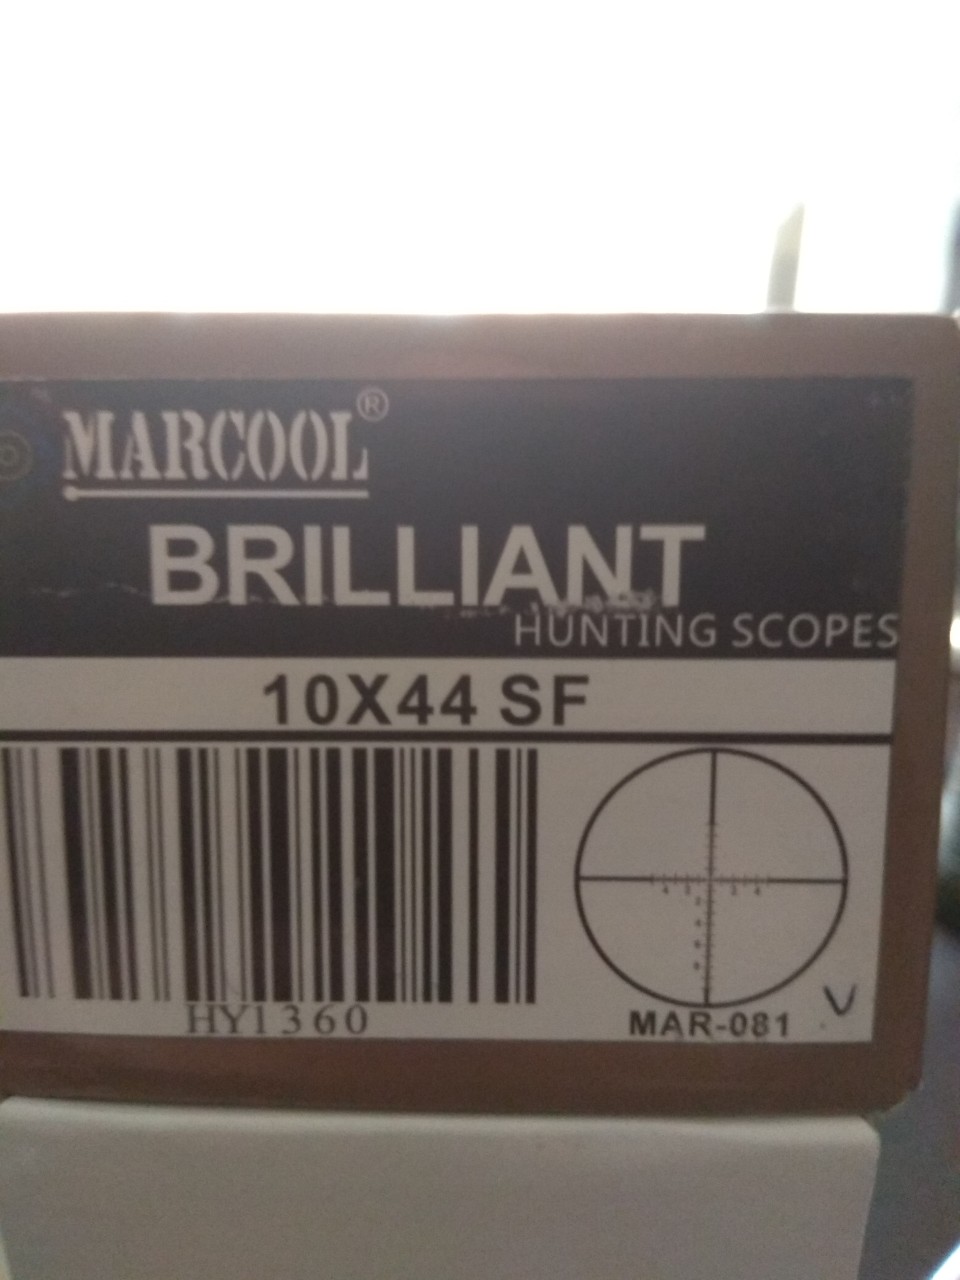 MARCOOL®
BRILLIANT
HUNTING SCOPES
10X44 SF
HY1360
MAR-081
V